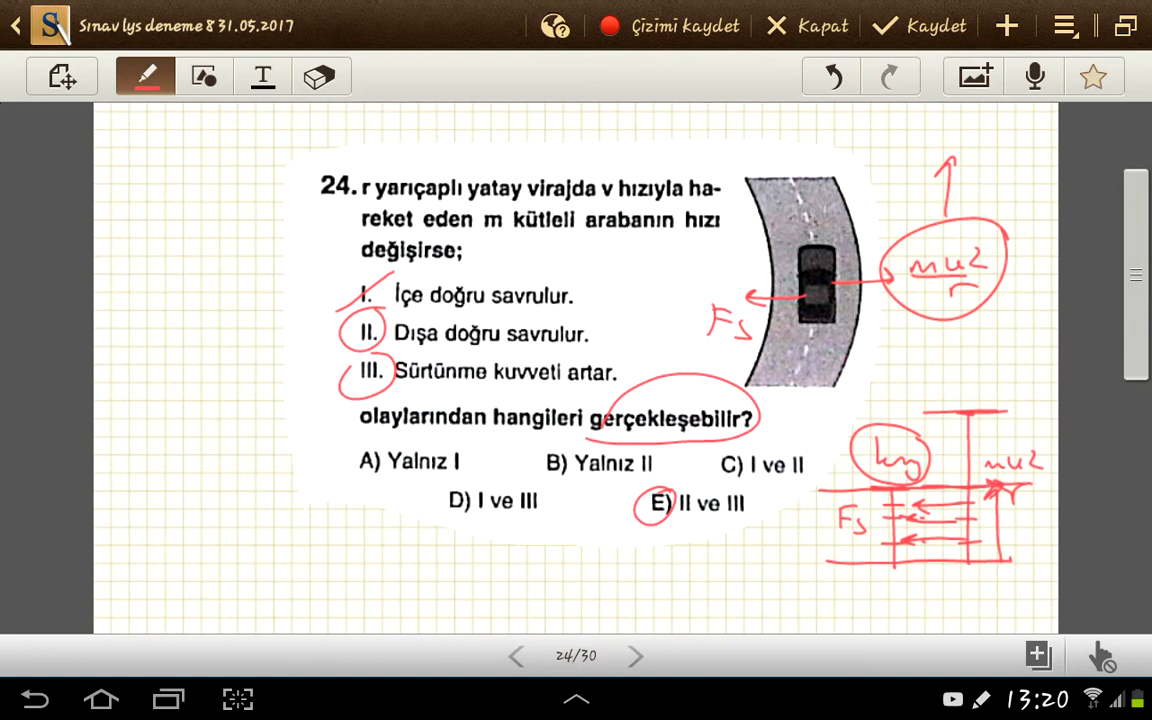 S
Sınav lys deneme 8 31.05.2017
Çizimi kaydet
Kapat
Kaydet
T
24. r yarıçaplı yatay virajda v hızıyla ha-
reket eden m kütleli arabanın hızı
değişirse;
I. İçe doğru savrulur.
II. Dışa doğru savrulur.
III. Sürtünme kuvveti artar.
olaylarından hangileri gerçekleşebilir?
A) Yalnız I
B) Yalnız II
C) I ve II
D) I ve III
E) II ve III
Fs
mv2
r
kmg
mv2
r
Fs
24/30
13:20